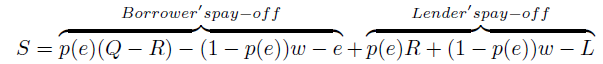 Borrower'spay−off Lender'spay−off
S = p(e)(Q − R) − (1 − p(e))w − e + p(e)R + (1 − p(e))w − L